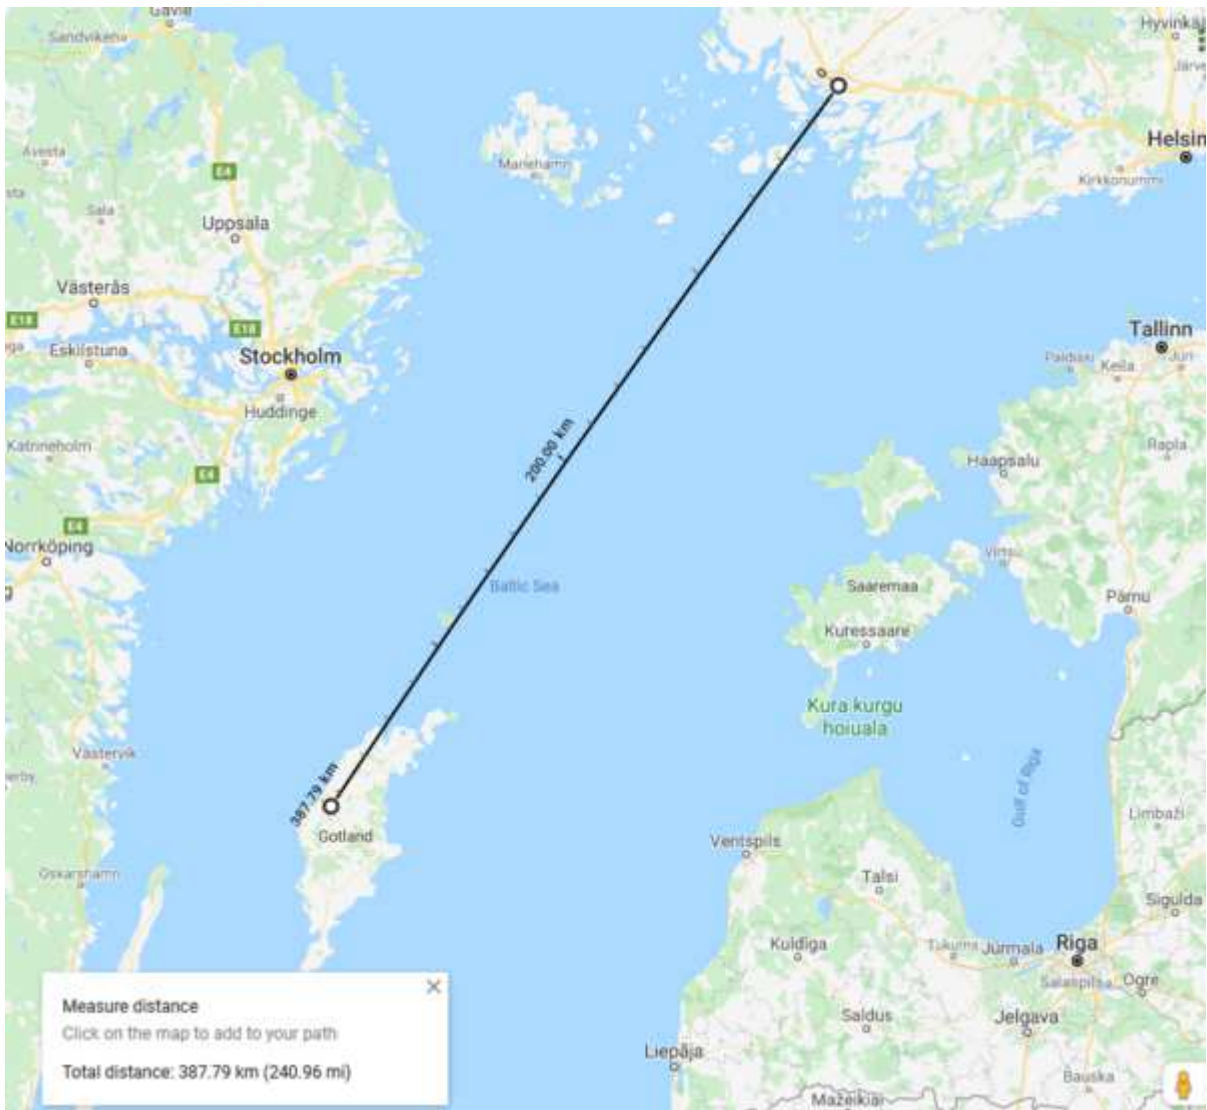 Gävle
Sandvikena
Hyvinkää
Järve
Avesta
E4
Mariehamn
Helsin
Kirkkonummi
sta
Sala
Uppsala
Västerås
E18
E18
Tallinn
Eskilstuna
Stockholm
Paldiski
Keila
Jüri
Huddinge
Katrineholm
200.00 km
Rapla
Haapsalu
E4
E4
Norrköping
Virtsu
Baltic Sea
Saaremaa
Pärnu
Kuressaare
Kura kurgu
hoiuala
Västervik
Gulf of Riga
387.79 km
Gotland
Limbaži
Ventspils
Oskarshamn
Talsi
Sigulda
Kuldīga
Tukums
Jūrmala
Riga
Salaspils
Ogre
Measure distance
Click on the map to add to your path
Total distance: 387.79 km (240.96 mi)
Saldus
Jelgava
Liepāja
Bauska
Mažeikiai